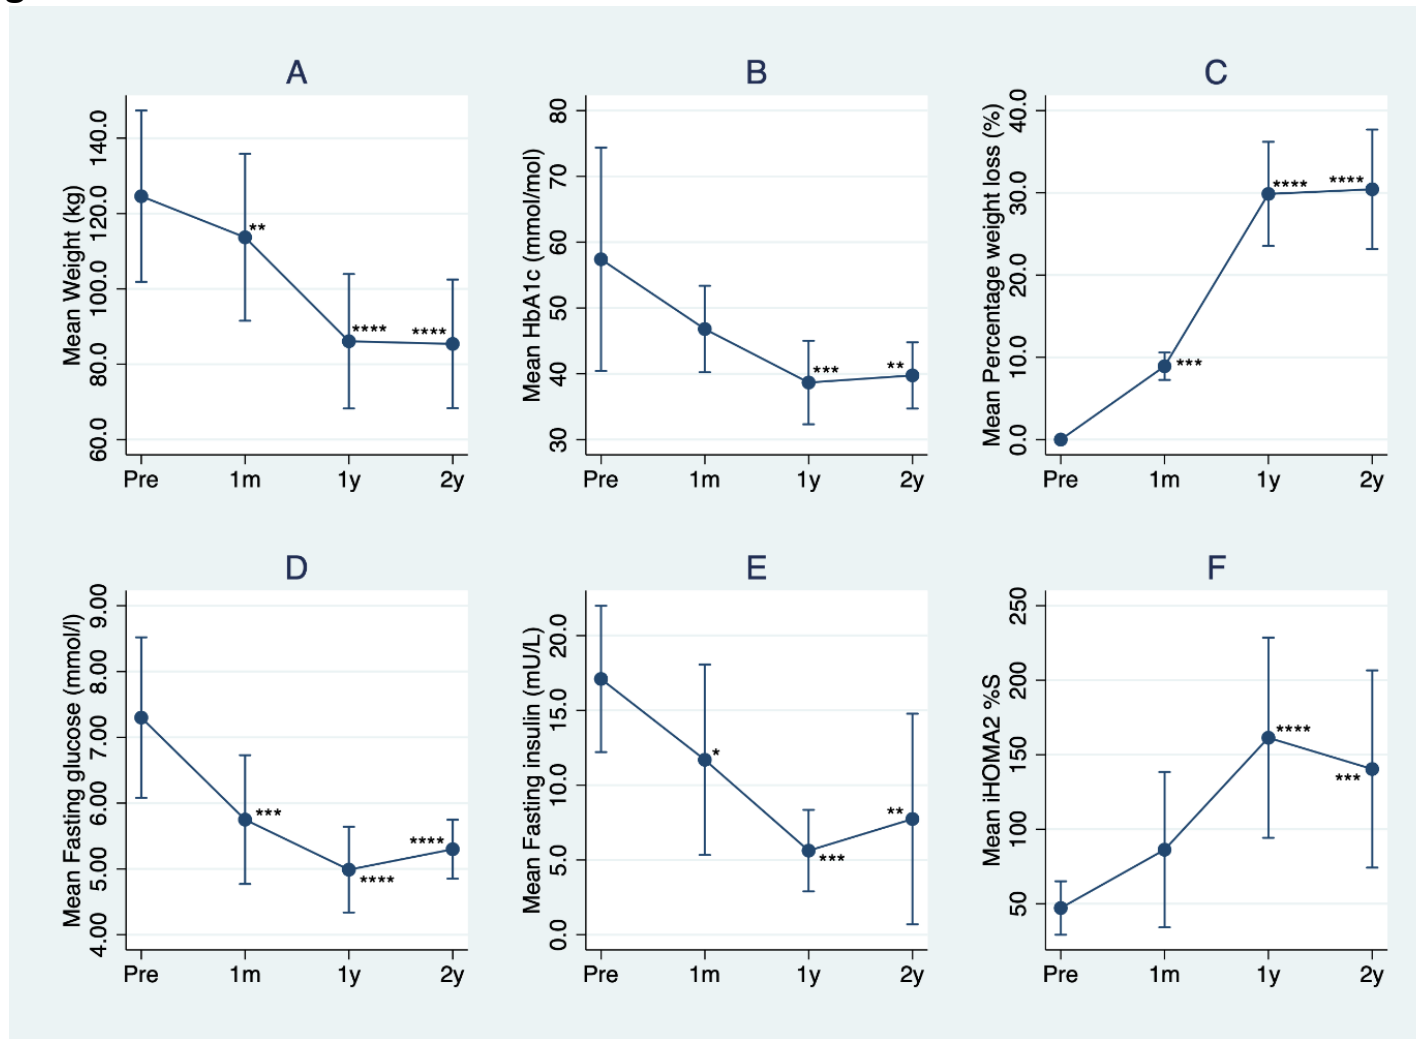 A
Mean Weight (kg)
140.0
120.0
100.0
80.0
60.0
**
****
****
Pre 1m 1y 2y
B
Mean HbA1c (mmol/mol)
80
70
60
50
40
30
***
**
Pre 1m 1y 2y
C
Mean Percentage weight loss (%)
40.0
30.0
20.0
10.0
0.0
***
****
****
Pre 1m 1y 2y
D
Mean Fasting glucose (mmol/l)
9.00
8.00
7.00
6.00
5.00
4.00
***
****
****
Pre 1m 1y 2y
E
Mean Fasting insulin (mU/L)
20.0
15.0
10.0
5.0
0.0
*
***
**
Pre 1m 1y 2y
F
Mean iHOMA2 %S
250
200
150
100
50
****
***
Pre 1m 1y 2y